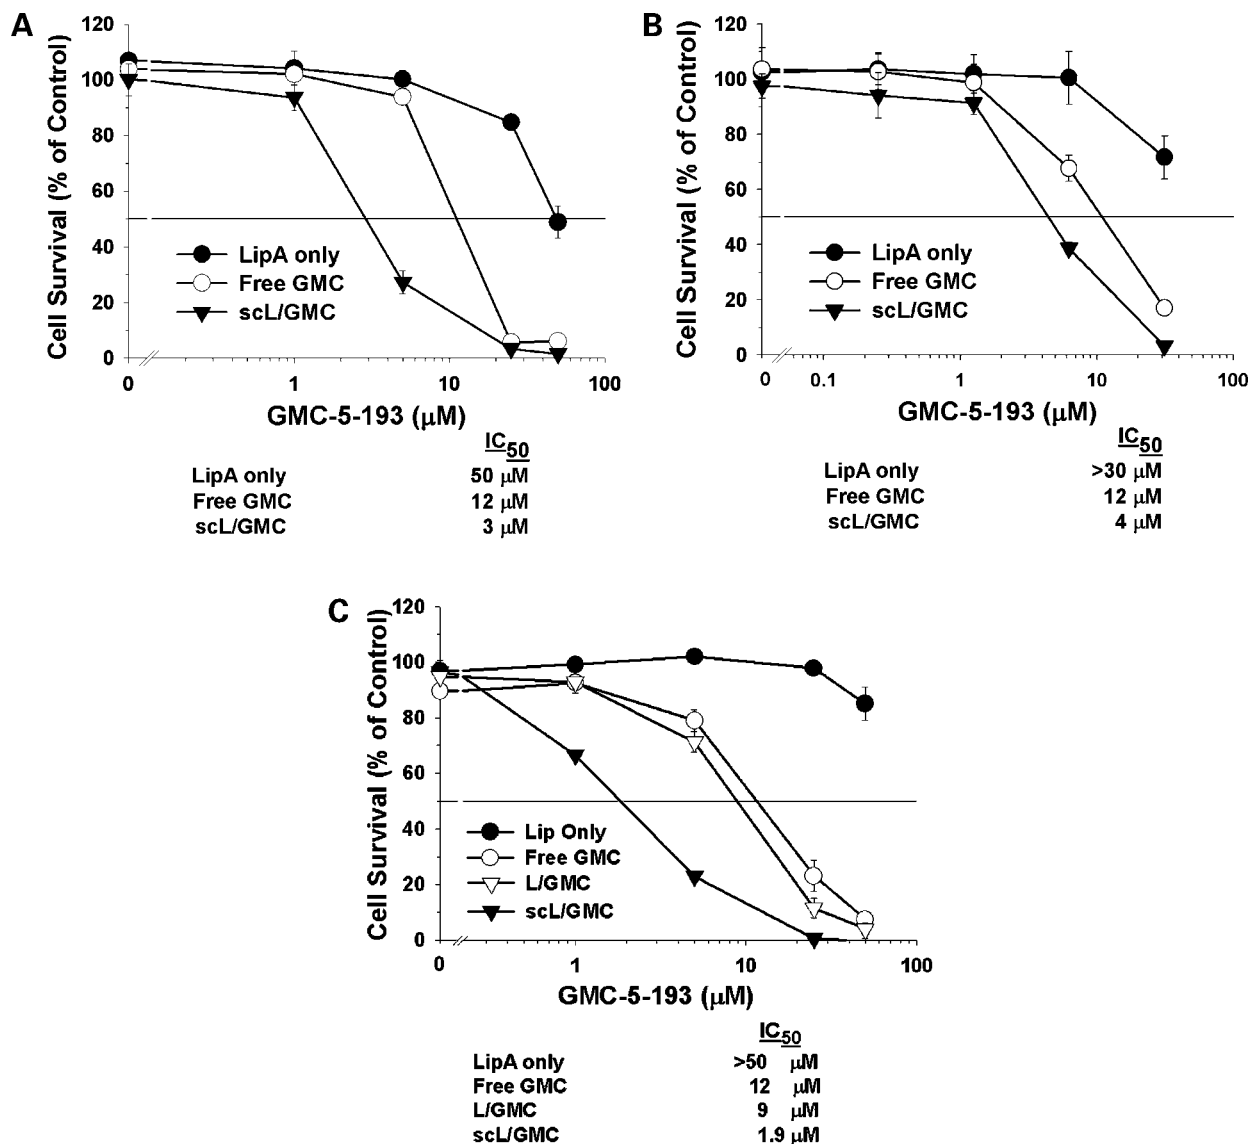 A
Cell Survival (% of Control)
120
100
80
60
40
20
0
LipA only
Free GMC
scL/GMC
0
1
10
100
GMC-5-193 (μM)
IC50
LipA only 50 μM
Free GMC 12 μM
scL/GMC 3 μM
B
Cell Survival (% of Control)
120
100
80
60
40
20
0
LipA only
Free GMC
scL/GMC
0
0.1
1
10
100
GMC-5-193 (μM)
IC50
LipA only >30 μM
Free GMC 12 μM
scL/GMC 4 μM
C
Cell Survival (% of Control)
120
100
80
60
40
20
0
Lip Only
Free GMC
L/GMC
scL/GMC
0
1
10
100
GMC-5-193 (μM)
IC50
LipA only >50 μM
Free GMC 12 μM
L/GMC 9 μM
scL/GMC 1.9 μM